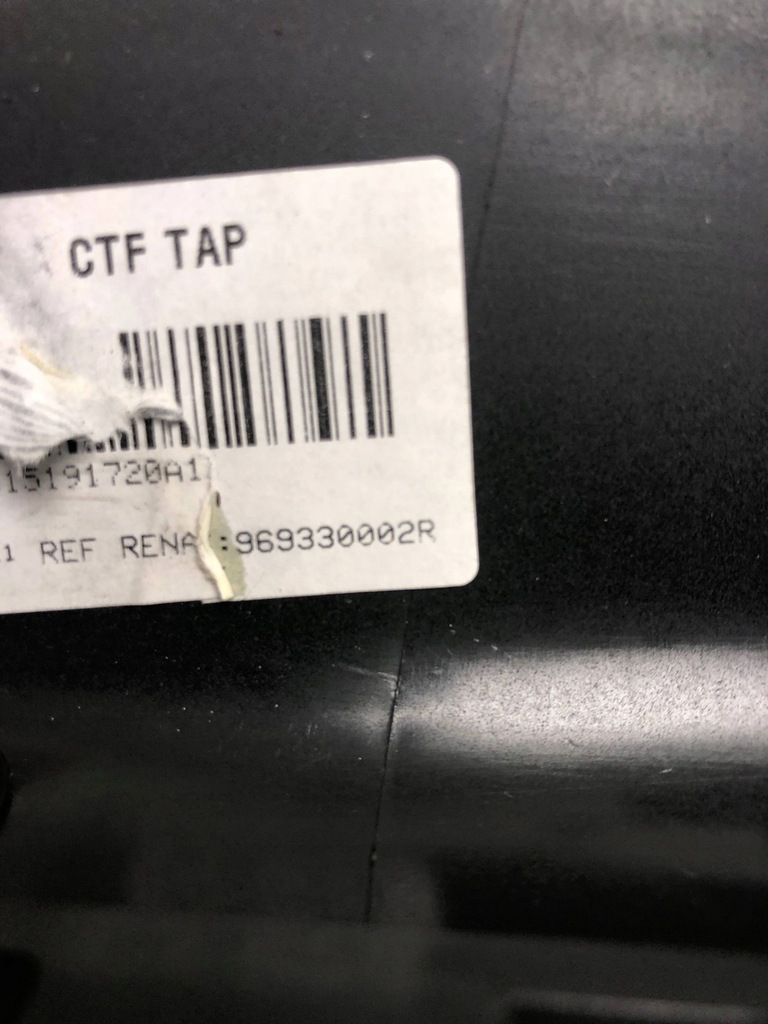 CTF TAP
15191720A1
1 REF RENA :969330002R